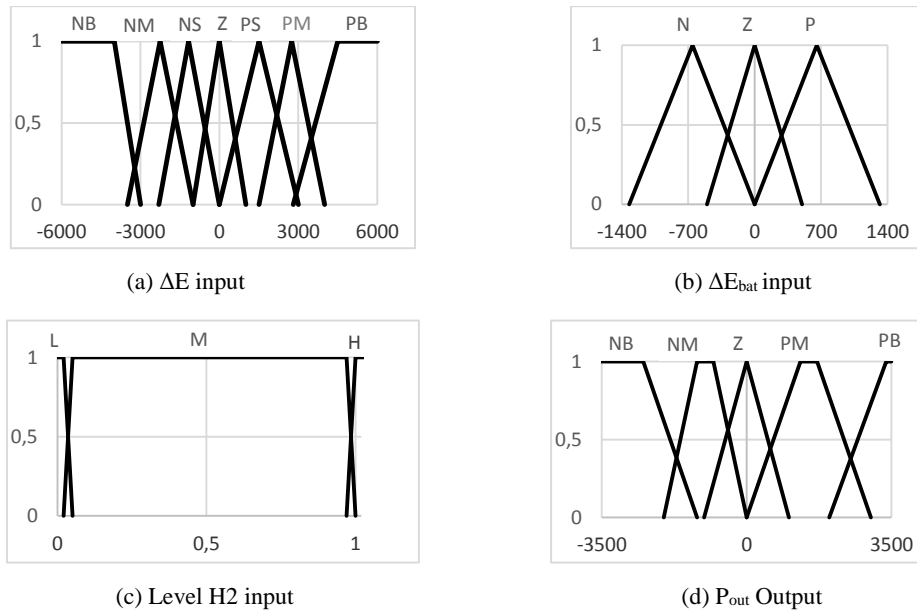 NB NM NS Z PS PM PB
1
0,5
0
-6000 -3000 0 3000 6000
(a) ΔE input
N Z P
1
0,5
0
-1400 -700 0 700 1400
(b) ΔEbat input
L M H
1
0,5
0
0 0,5 1
(c) Level H2 input
NB NM Z PM PB
1
0,5
0
-3500 0 3500
(d) Pout Output